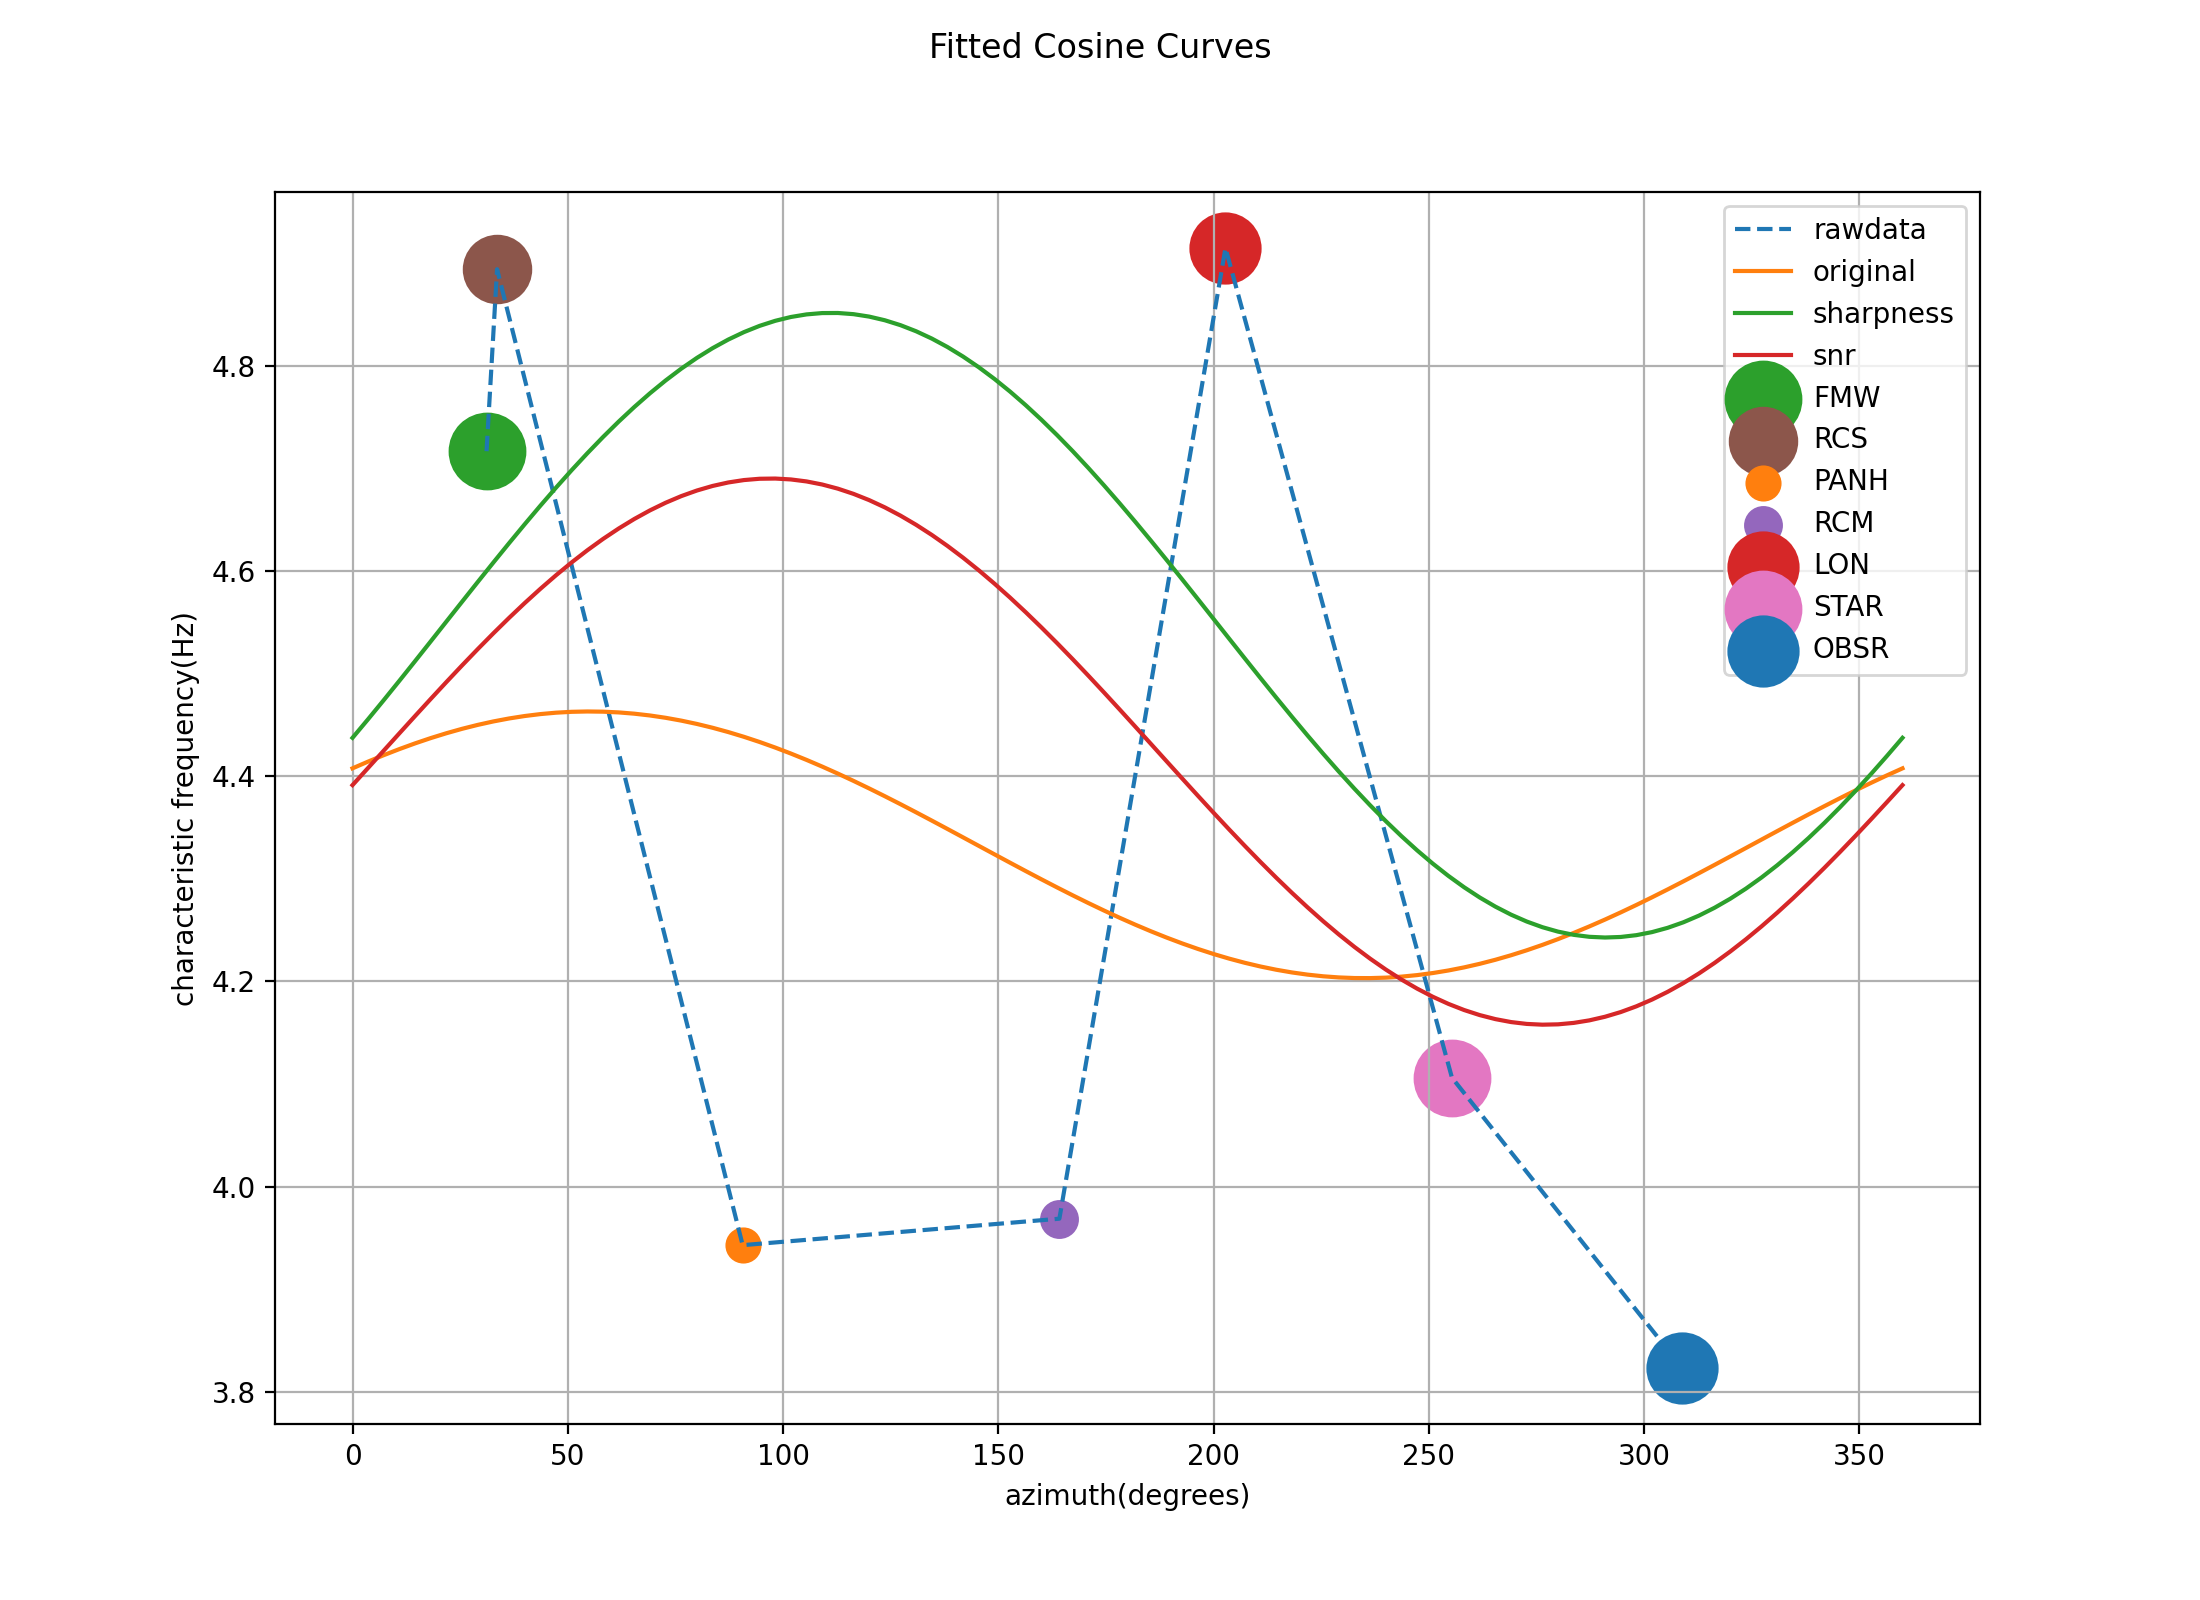 Fitted Cosine Curves
rawdata
original
sharpness
snr
FMW
RCS
PANH
RCM
LON
STAR
OBSR
characteristic frequency(Hz)
4.8
4.6
4.4
4.2
4.0
3.8
0 50 100 150 200 250 300 350
azimuth(degrees)